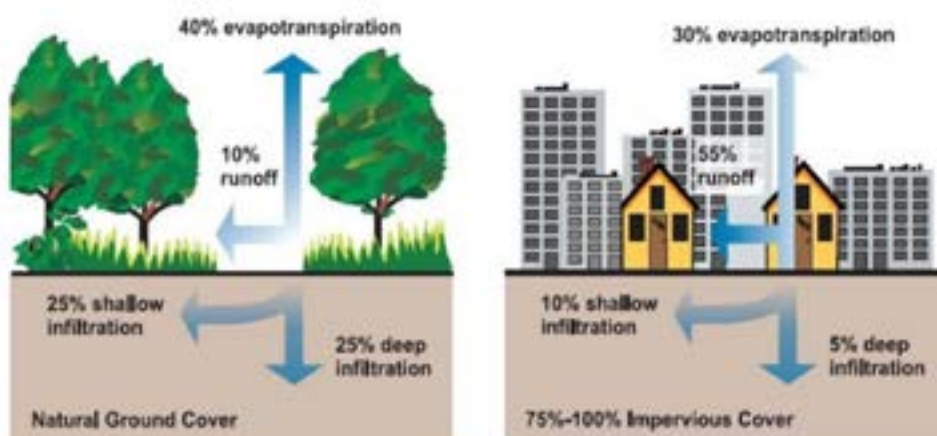 40% evapotranspiration
10%
runoff
25% shallow
infiltration
25% deep
infiltration
Natural Ground Cover
30% evapotranspiration
55%
runoff
10% shallow
infiltration
5% deep
infiltration
75%-100% Impervious Cover